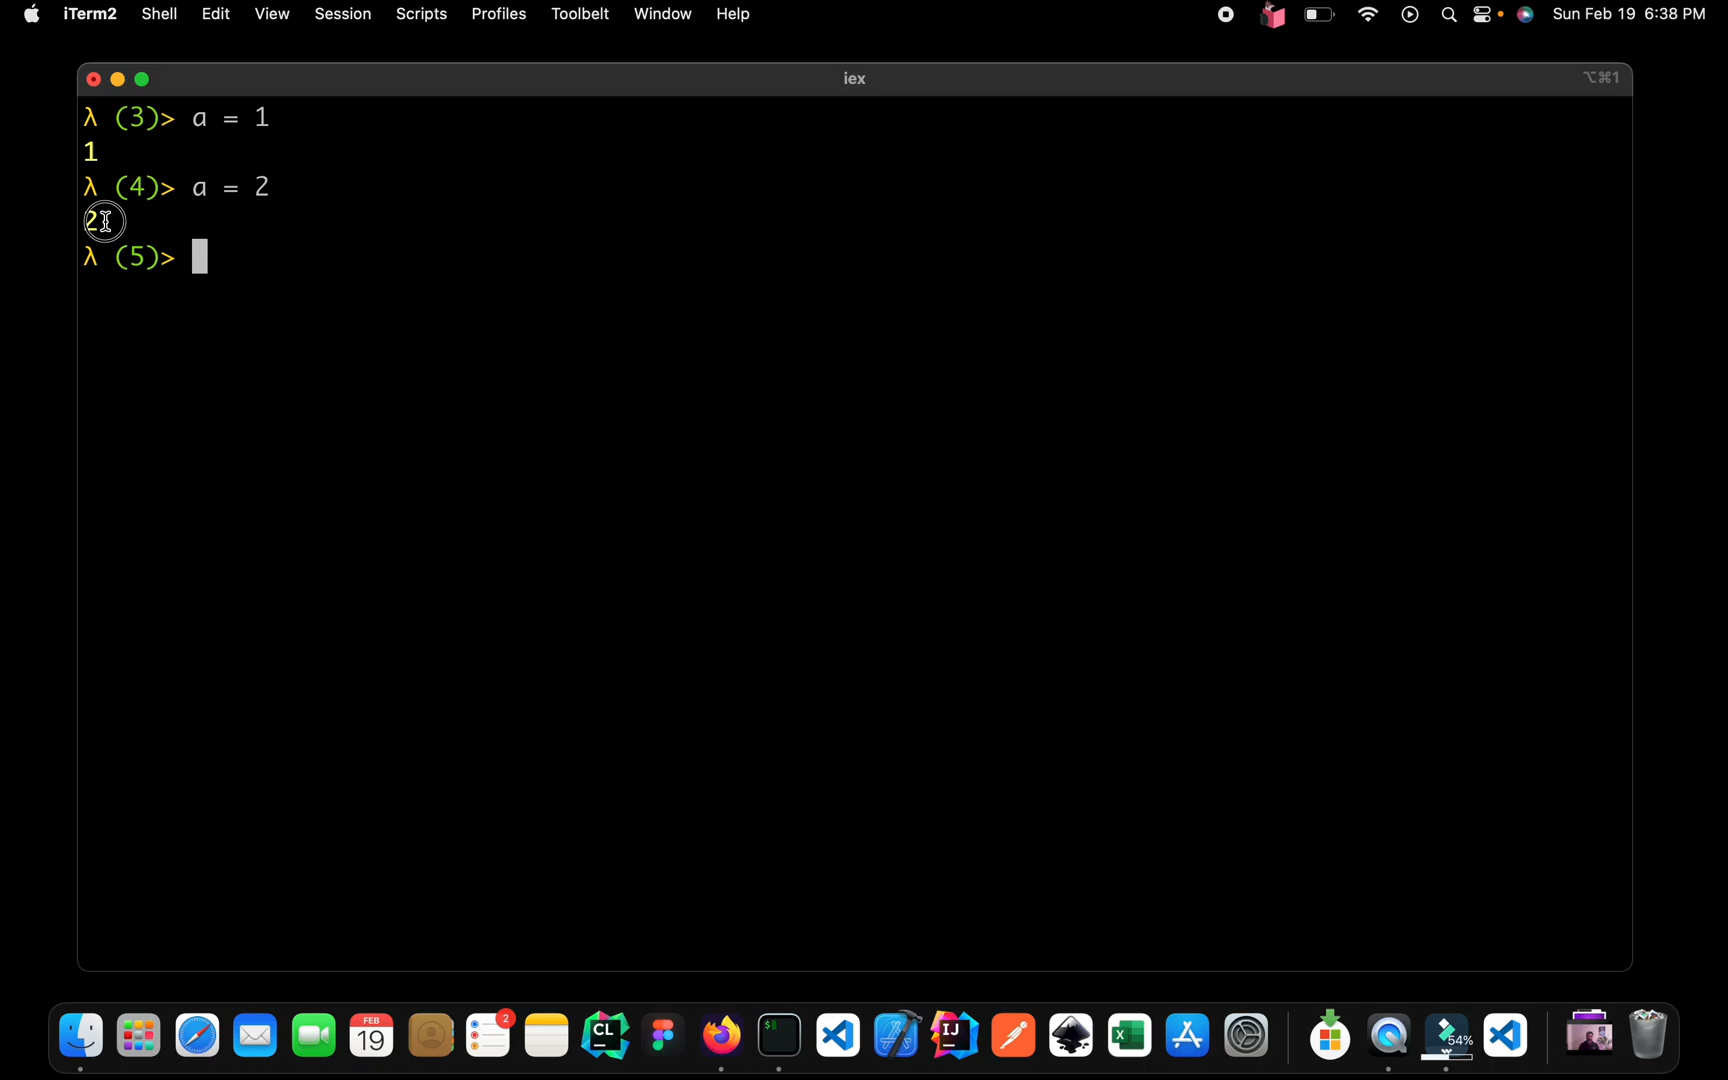 iTerm2 Shell Edit View Session Scripts Profiles Toolbelt Window Help Sun Feb 19 6:38 PM
iex ⌥⌘1
λ (3)> a = 1
1
λ (4)> a = 2
2
λ (5)>
FEB
19
2
CL
$
IJ
X
54%